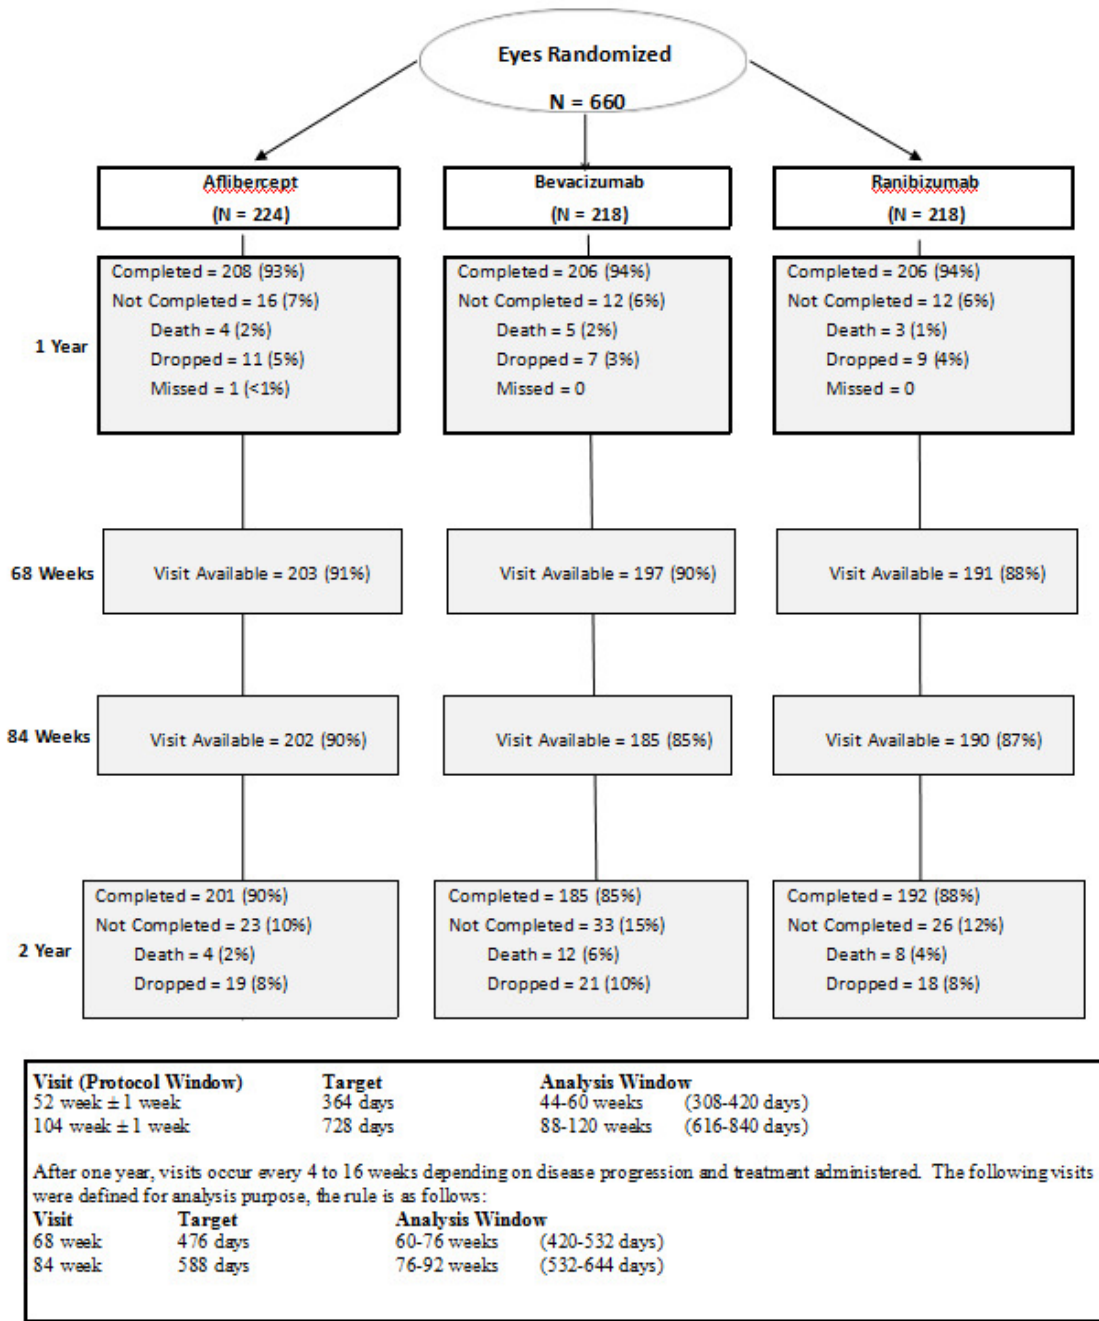 Eyes Randomized
N = 660
Aflibercept
(N = 224)
Bevacizumab
(N = 218)
Ranibizumab
(N = 218)
1 Year
Completed = 208 (93%)
Not Completed = 16 (7%)
Death = 4 (2%)
Dropped = 11 (5%)
Missed = 1 (<1%)
Completed = 206 (94%)
Not Completed = 12 (6%)
Death = 5 (2%)
Dropped = 7 (3%)
Missed = 0
Completed = 206 (94%)
Not Completed = 12 (6%)
Death = 3 (1%)
Dropped = 9 (4%)
Missed = 0
68 Weeks
Visit Available = 203 (91%)
Visit Available = 197 (90%)
Visit Available = 191 (88%)
84 Weeks
Visit Available = 202 (90%)
Visit Available = 185 (85%)
Visit Available = 190 (87%)
2 Year
Completed = 201 (90%)
Not Completed = 23 (10%)
Death = 4 (2%)
Dropped = 19 (8%)
Completed = 185 (85%)
Not Completed = 33 (15%)
Death = 12 (6%)
Dropped = 21 (10%)
Completed = 192 (88%)
Not Completed = 26 (12%)
Death = 8 (4%)
Dropped = 18 (8%)
Visit (Protocol Window) Target Analysis Window
52 week ± 1 week 364 days 44-60 weeks (308-420 days)
104 week ± 1 week 728 days 88-120 weeks (616-840 days)
After one year, visits occur every 4 to 16 weeks depending on disease progression and treatment administered. The following visits
were defined for analysis purpose, the rule is as follows:
Visit Target Analysis Window
68 week 476 days 60-76 weeks (420-532 days)
84 week 588 days 76-92 weeks (532-644 days)